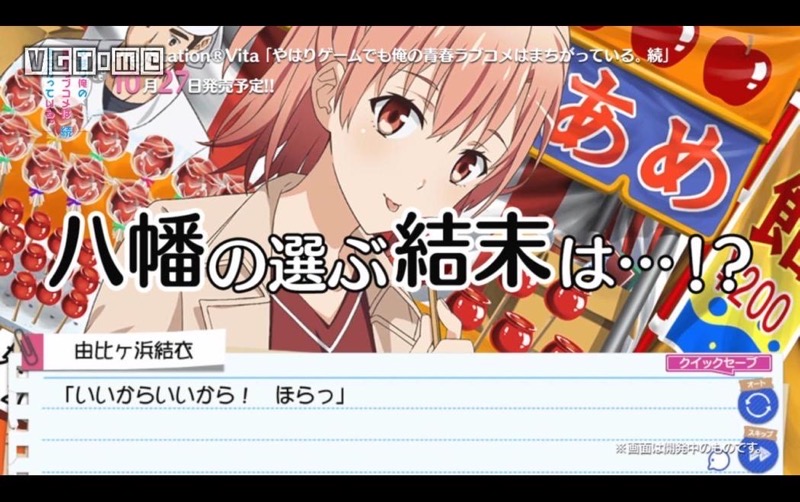 VGTIME
ation®Vita「やはりゲームでも俺の青春ラブコメはまちがっている。続」
10月27日発売予定!!
あめ
飴
200
八幡の選ぶ結末は…!?
由比ヶ浜結衣
クイックセーブ
「いいからいいから！　ほらっ」
オート
スキップ
※画面は開発中のものです。